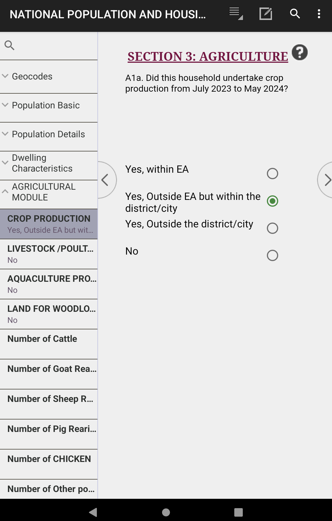 NATIONAL POPULATION AND HOUSI...
Geocodes
Population Basic
Population Details
Dwelling
Characteristics
AGRICULTURAL
MODULE
CROP PRODUCTION
Yes, Outside EA but wit...
LIVESTOCK /POULT...
No
AQUACULTURE PRO...
No
LAND FOR WOODLO...
No
Number of Cattle
Number of Goat Rea...
Number of Sheep R...
Number of Pig Reari...
Number of CHICKEN
Number of Other po...
SECTION 3: AGRICULTURE
?
A1a. Did this household undertake crop
production from July 2023 to May 2024?
Yes, within EA
Yes, Outside EA but within the
district/city
Yes, Outside the district/city
No